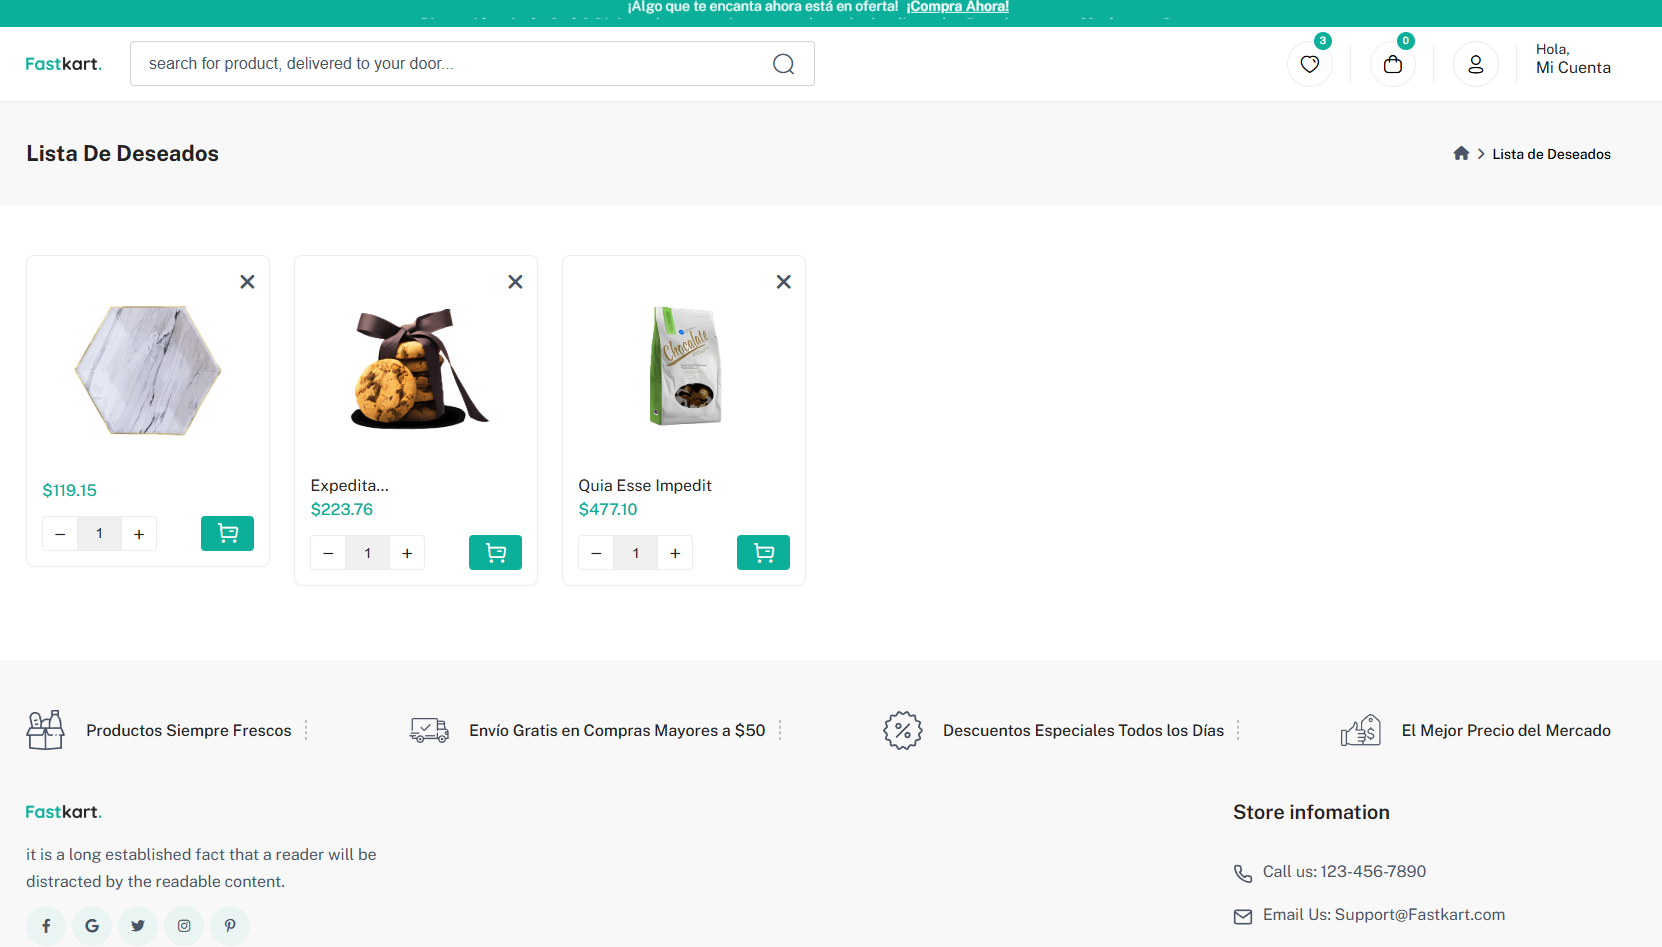 ¡Algo que te encanta ahora está en oferta! ¡Compra Ahora!
Fastkart.
search for product, delivered to your door...
3
0
Hola,
Mi Cuenta
Lista De Deseados
Lista de Deseados
Chocolate
$119.15
1
Expedita...
$223.76
1
Quia Esse Impedit
$477.10
1
Productos Siempre Frescos
Envío Gratis en Compras Mayores a $50
Descuentos Especiales Todos los Días
El Mejor Precio del Mercado
Fastkart.
it is a long established fact that a reader will be
distracted by the readable content.
Store infomation
Call us: 123-456-7890
Email Us: Support@Fastkart.com